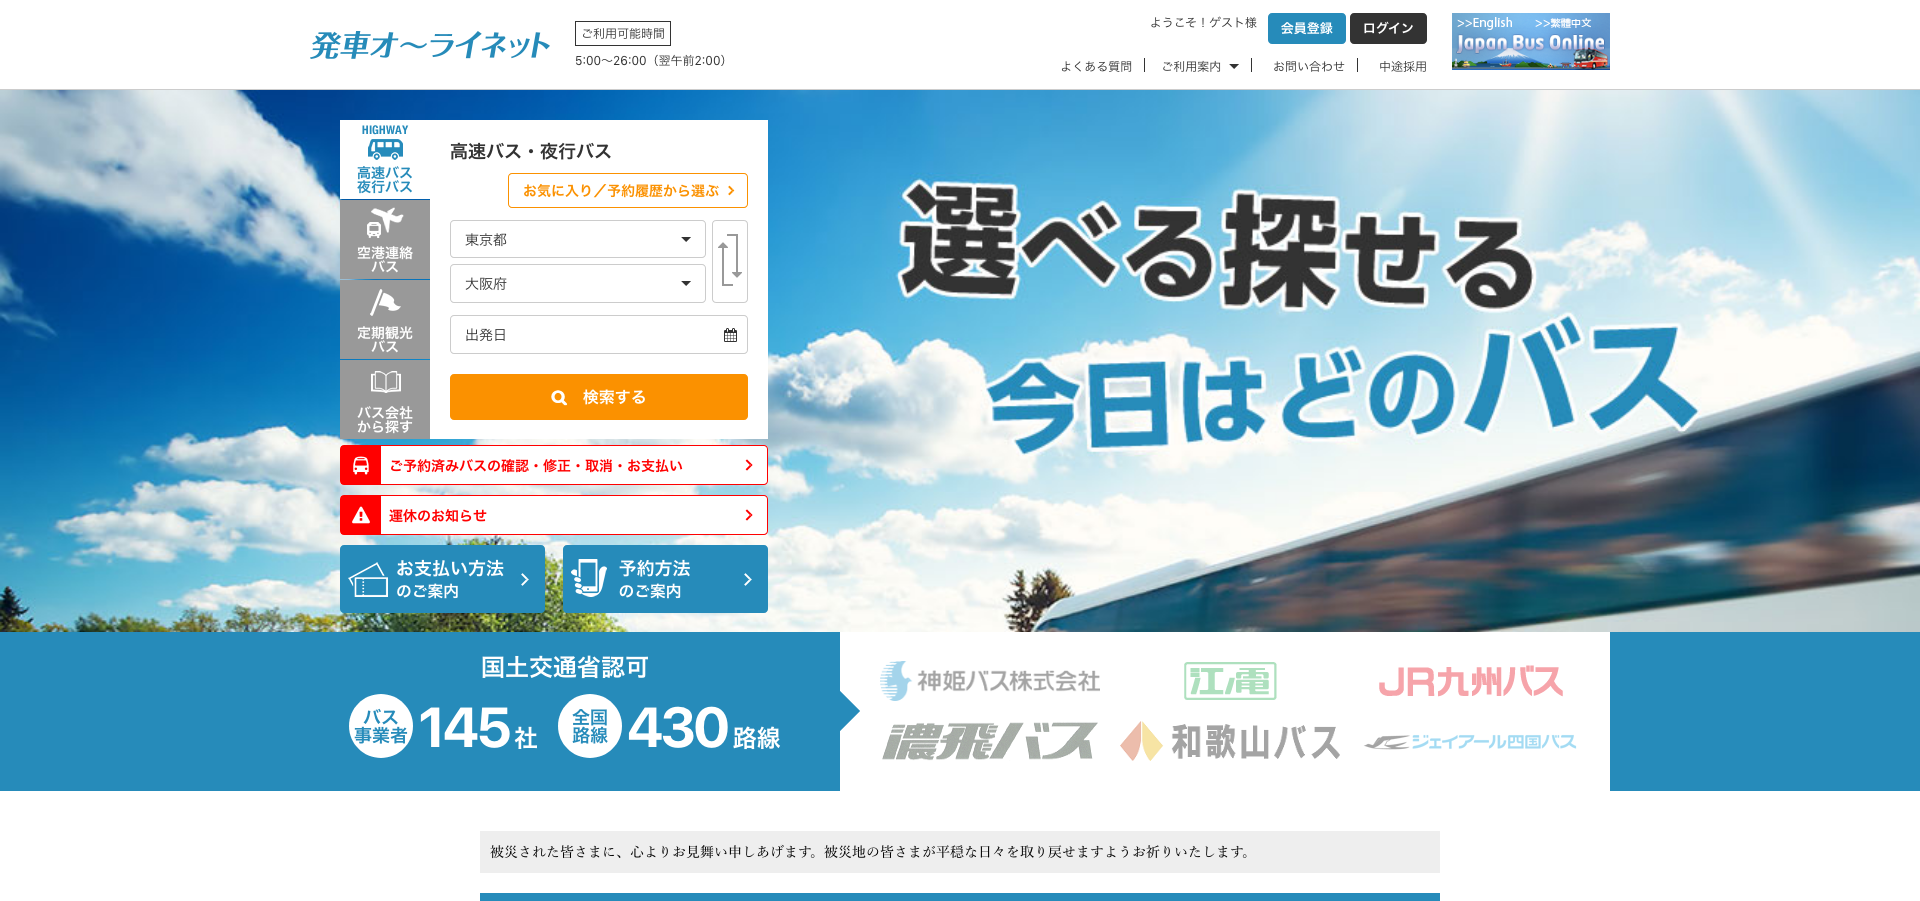 発車オ～ライネット
ご利用可能時間
5:00～26:00（翌午前2:00）
ようこそ！ゲスト様
会員登録
ログイン
よくある質問
ご利用案内
お問い合わせ
中途採用
>>English >>繁體中文
Japan Bus Online
HIGHWAY
高速バス
夜行バス
空港連絡
バス
定期観光
バス
バス会社
から探す
高速バス・夜行バス
お気に入り／予約履歴から選ぶ
東京都
大阪府
出発日
検索する
ご予約済みバスの確認・修正・取消・お支払い
運休のお知らせ
お支払い方法
のご案内
予約方法
のご案内
選べる探せる
今日はどのバス
国土交通省認可
バス
事業者
145社
全国
路線
430路線
神姫バス株式会社
江ノ電
JR九州バス
濃飛バス
和歌山バス
ジェイアール四国バス
被災された皆さまに、心よりお見舞い申しあげます。被災地の皆さまが平穏な日々を取り戻せますようお祈りいたします。